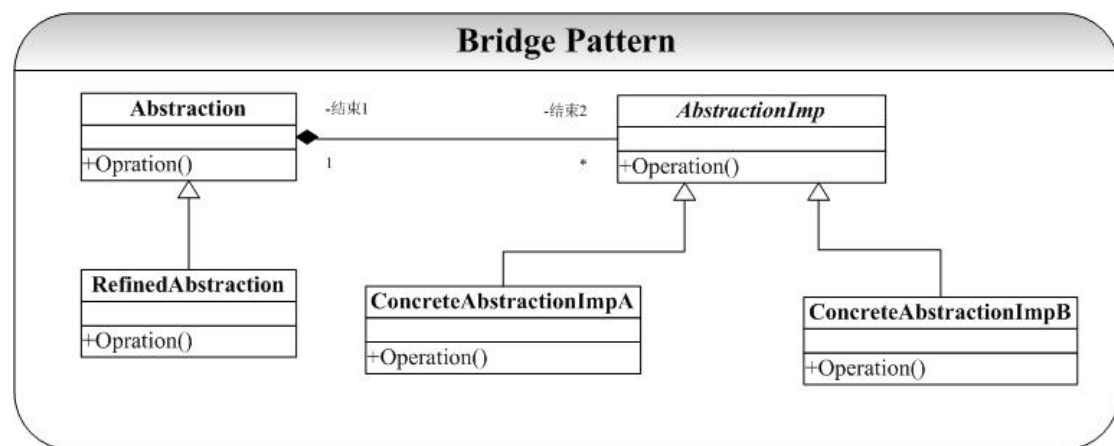 Bridge Pattern
Abstraction
+Opration()
-结束1
1
-结束2
*
AbstractionImp
+Operation()
RefinedAbstraction
+Opration()
ConcreteAbstractionImpA
+Operation()
ConcreteAbstractionImpB
+Operation()